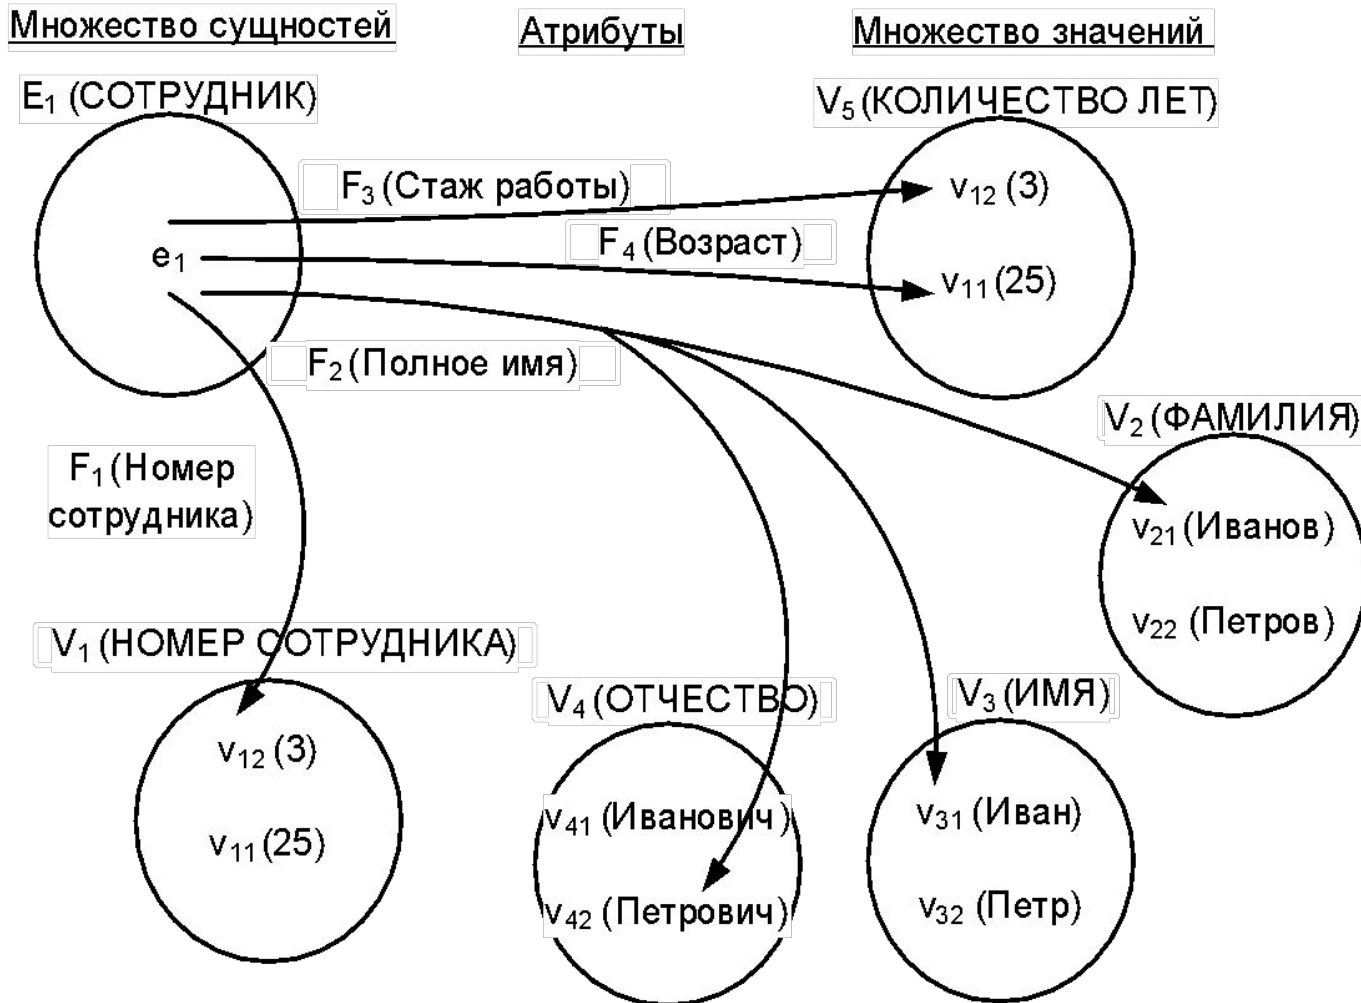 Множество сущностей
Атрибуты
Множество значений
E₁ (СОТРУДНИК)
V₅ (КОЛИЧЕСТВО ЛЕТ)
F₃ (Стаж работы)
v₁₂ (3)
F₄ (Возраст)
e₁
v₁₁ (25)
F₂ (Полное имя)
V₂ (ФАМИЛИЯ)
F₁ (Номер
сотрудника)
v₂₁ (Иванов)
v₂₂ (Петров)
V₁ (НОМЕР СОТРУДНИКА)
V₄ (ОТЧЕСТВО)
V₃ (ИМЯ)
v₁₂ (3)
v₁₁ (25)
v₄₁ (Иванович)
v₄₂ (Петрович)
v₃₁ (Иван)
v₃₂ (Петр)